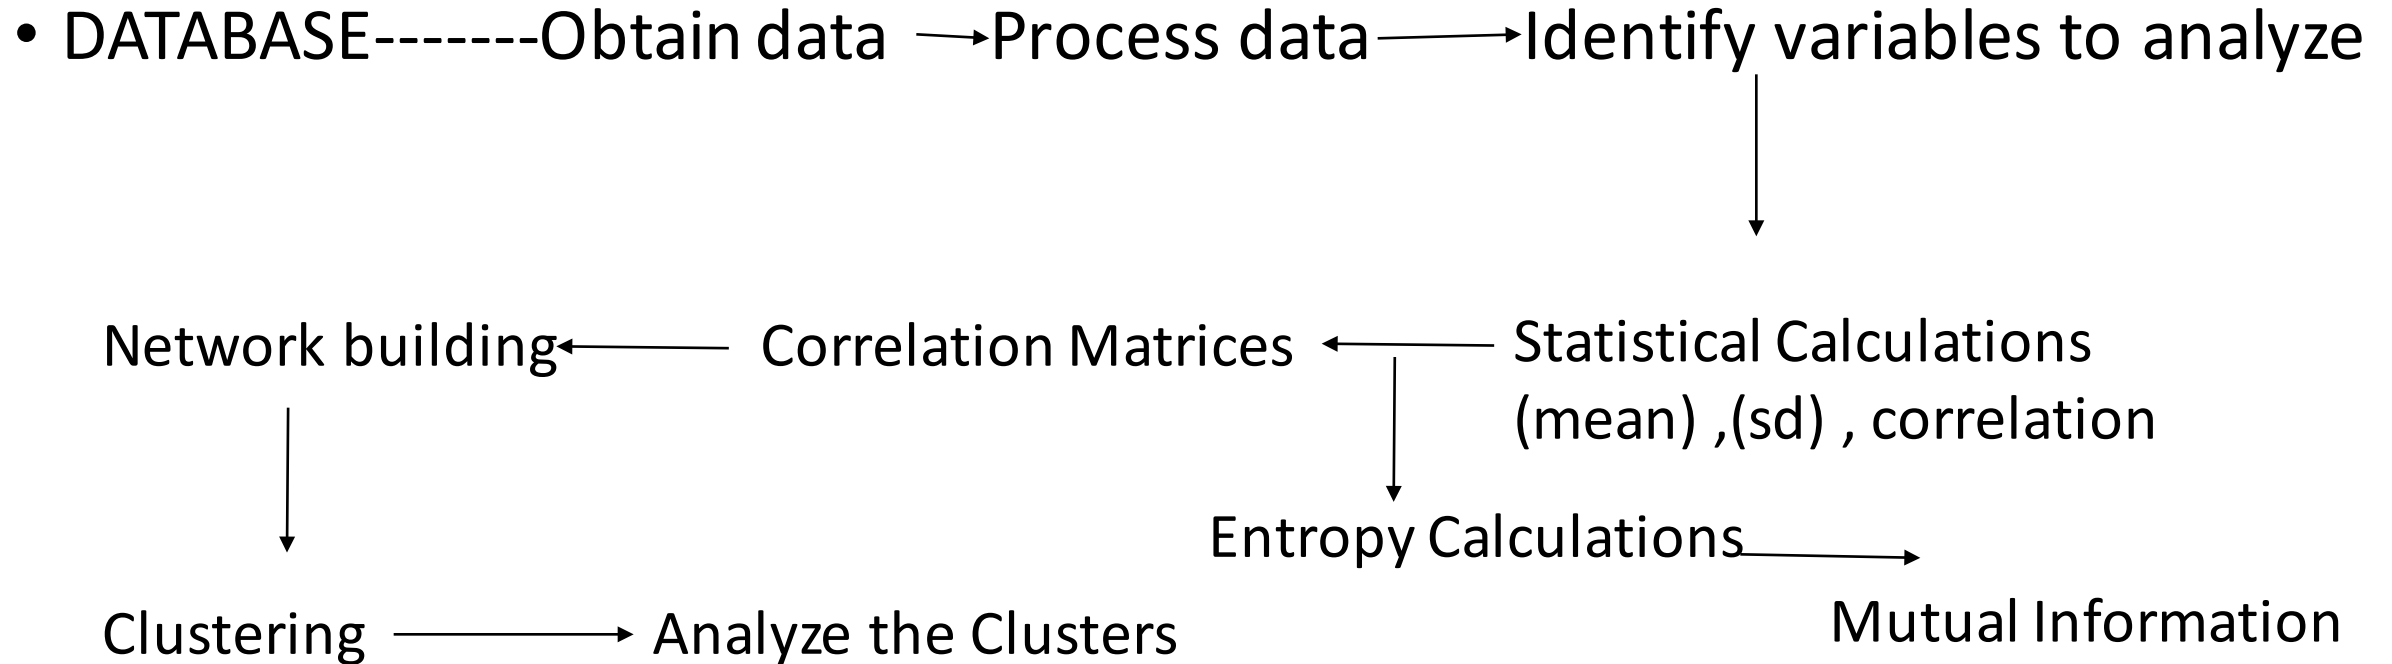 • DATABASE-------Obtain data Process data Identify variables to analyze
Network building Correlation Matrices Statistical Calculations
(mean) ,(sd) , correlation
Entropy Calculations
Mutual Information
Clustering Analyze the Clusters